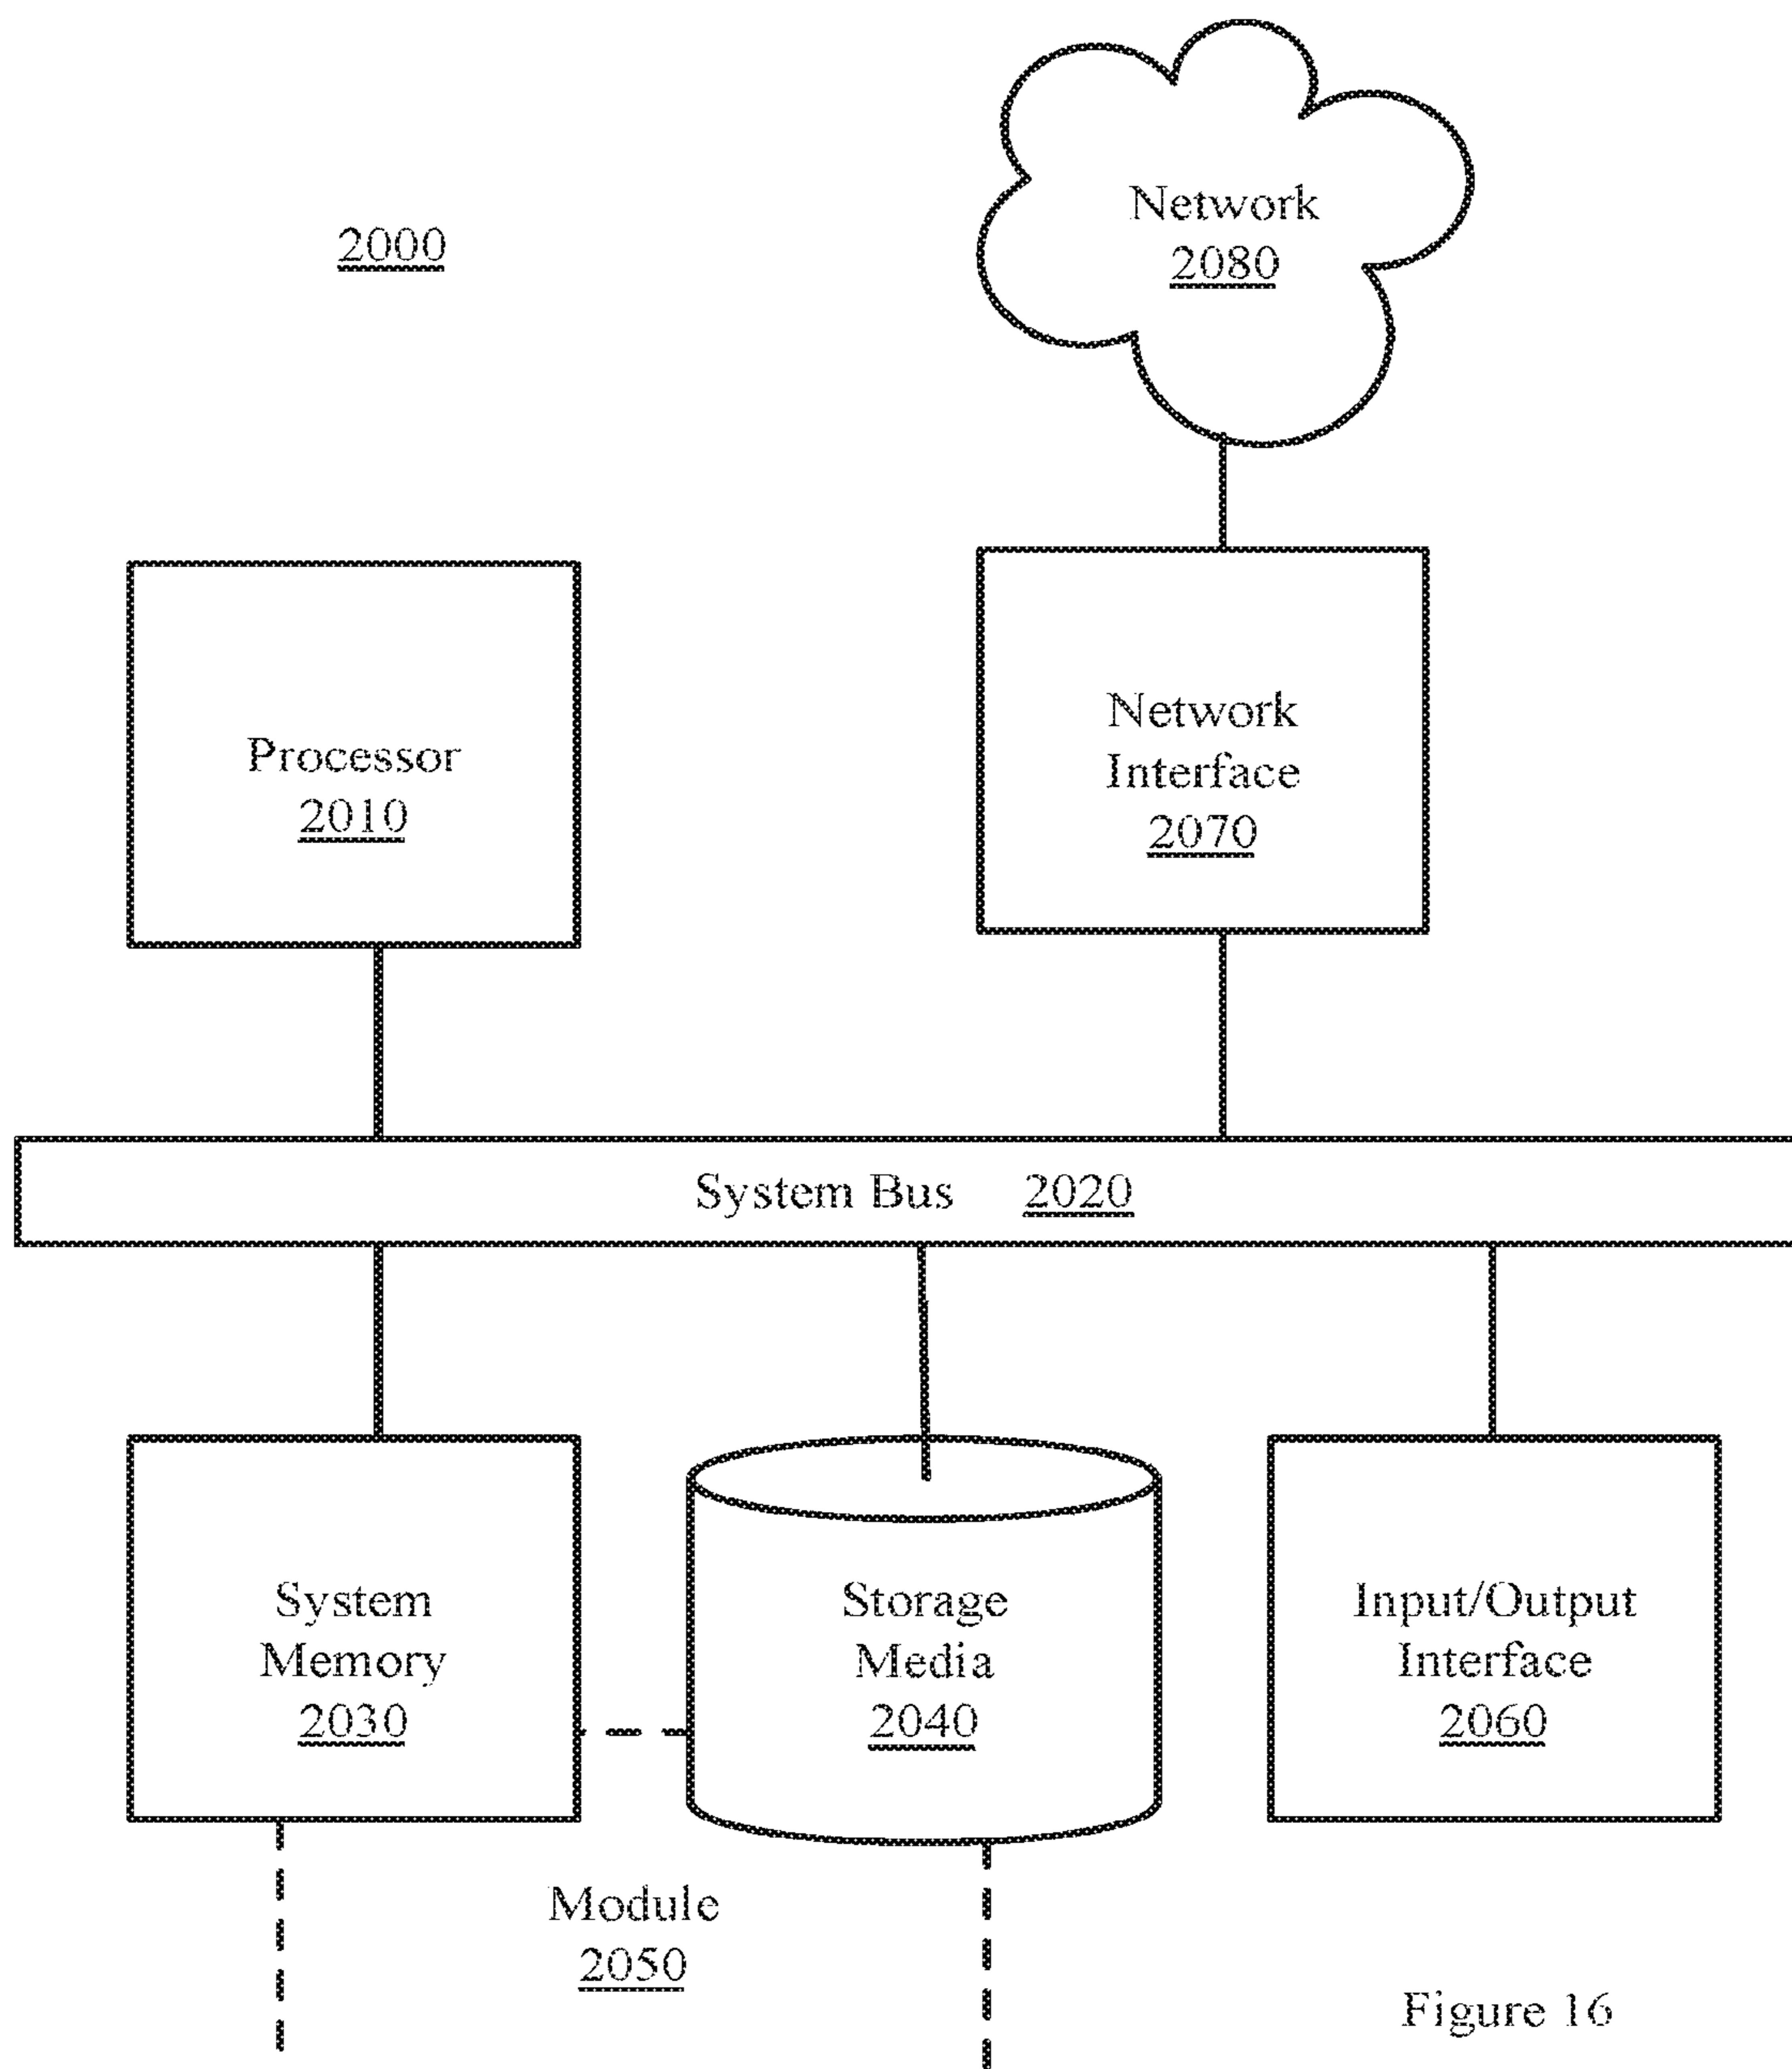 2000
Network
2080
Processor
2010
Network
Interface
2070
System Bus 2020
System
Memory
2030
Storage
Media
2040
Input/Output
Interface
2060
Module
2050
Figure 16